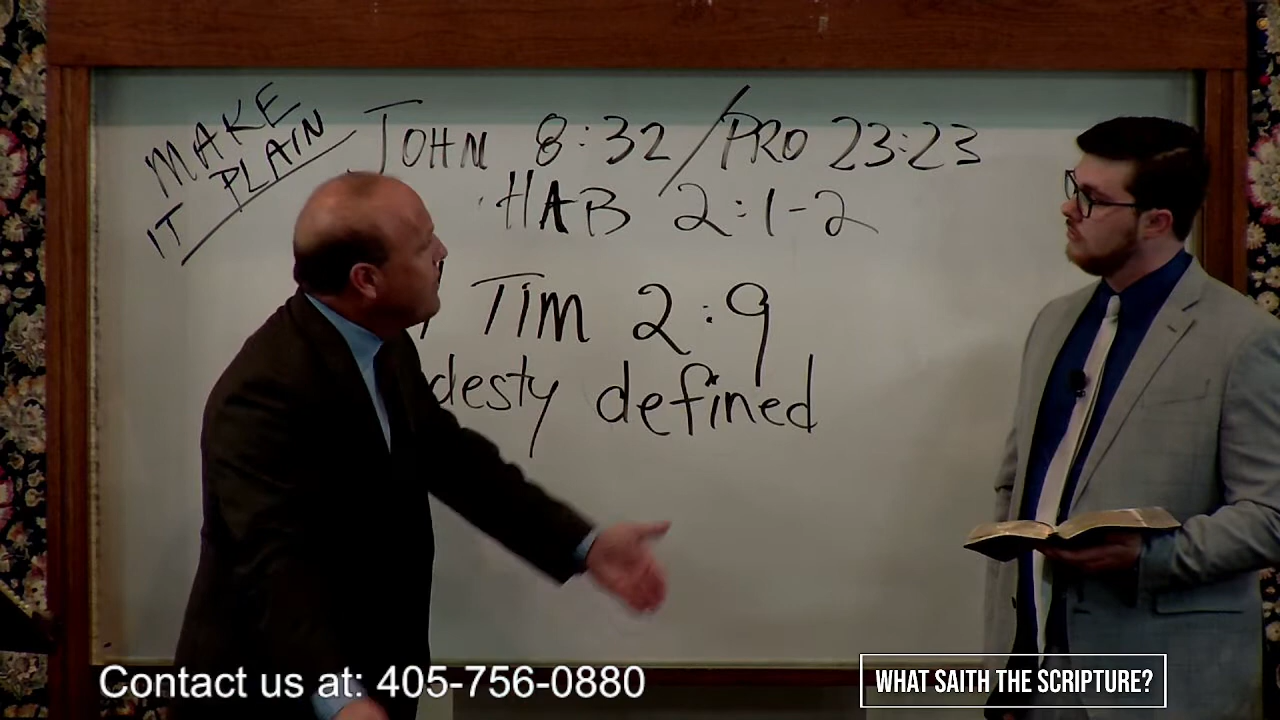 MAKE
IT PLAIN
JOHN 8:32/PRO 23:23
HAB 2:1-2
TIM 2:9
desty defined
Contact us at: 405-756-0880
WHAT SAITH THE SCRIPTURE?